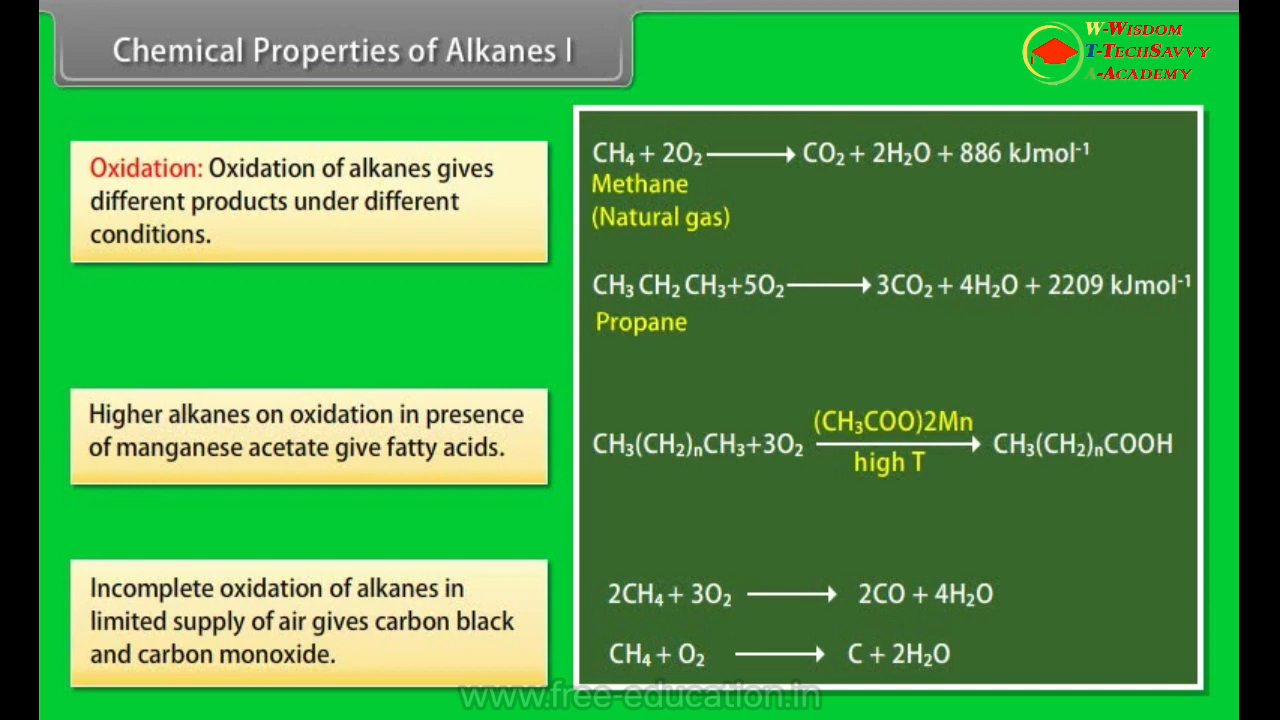 Chemical Properties of Alkanes I
W-Wisdom
T-TechSavvy
A-Academy
Oxidation: Oxidation of alkanes gives
different products under different
conditions.
CH₄ + 2O₂ ⟶ CO₂ + 2H₂O + 886 kJmol⁻¹
Methane
(Natural gas)
CH₃ CH₂ CH₃+5O₂ ⟶ 3CO₂ + 4H₂O + 2209 kJmol⁻¹
Propane
Higher alkanes on oxidation in presence
of manganese acetate give fatty acids.
(CH₃COO)2Mn
CH₃(CH₂)ₙCH₃+3O₂ ⟶ CH₃(CH₂)ₙCOOH
high T
Incomplete oxidation of alkanes in
limited supply of air gives carbon black
and carbon monoxide.
2CH₄ + 3O₂ ⟶ 2CO + 4H₂O
CH₄ + O₂ ⟶ C + 2H₂O
www.free-education.in